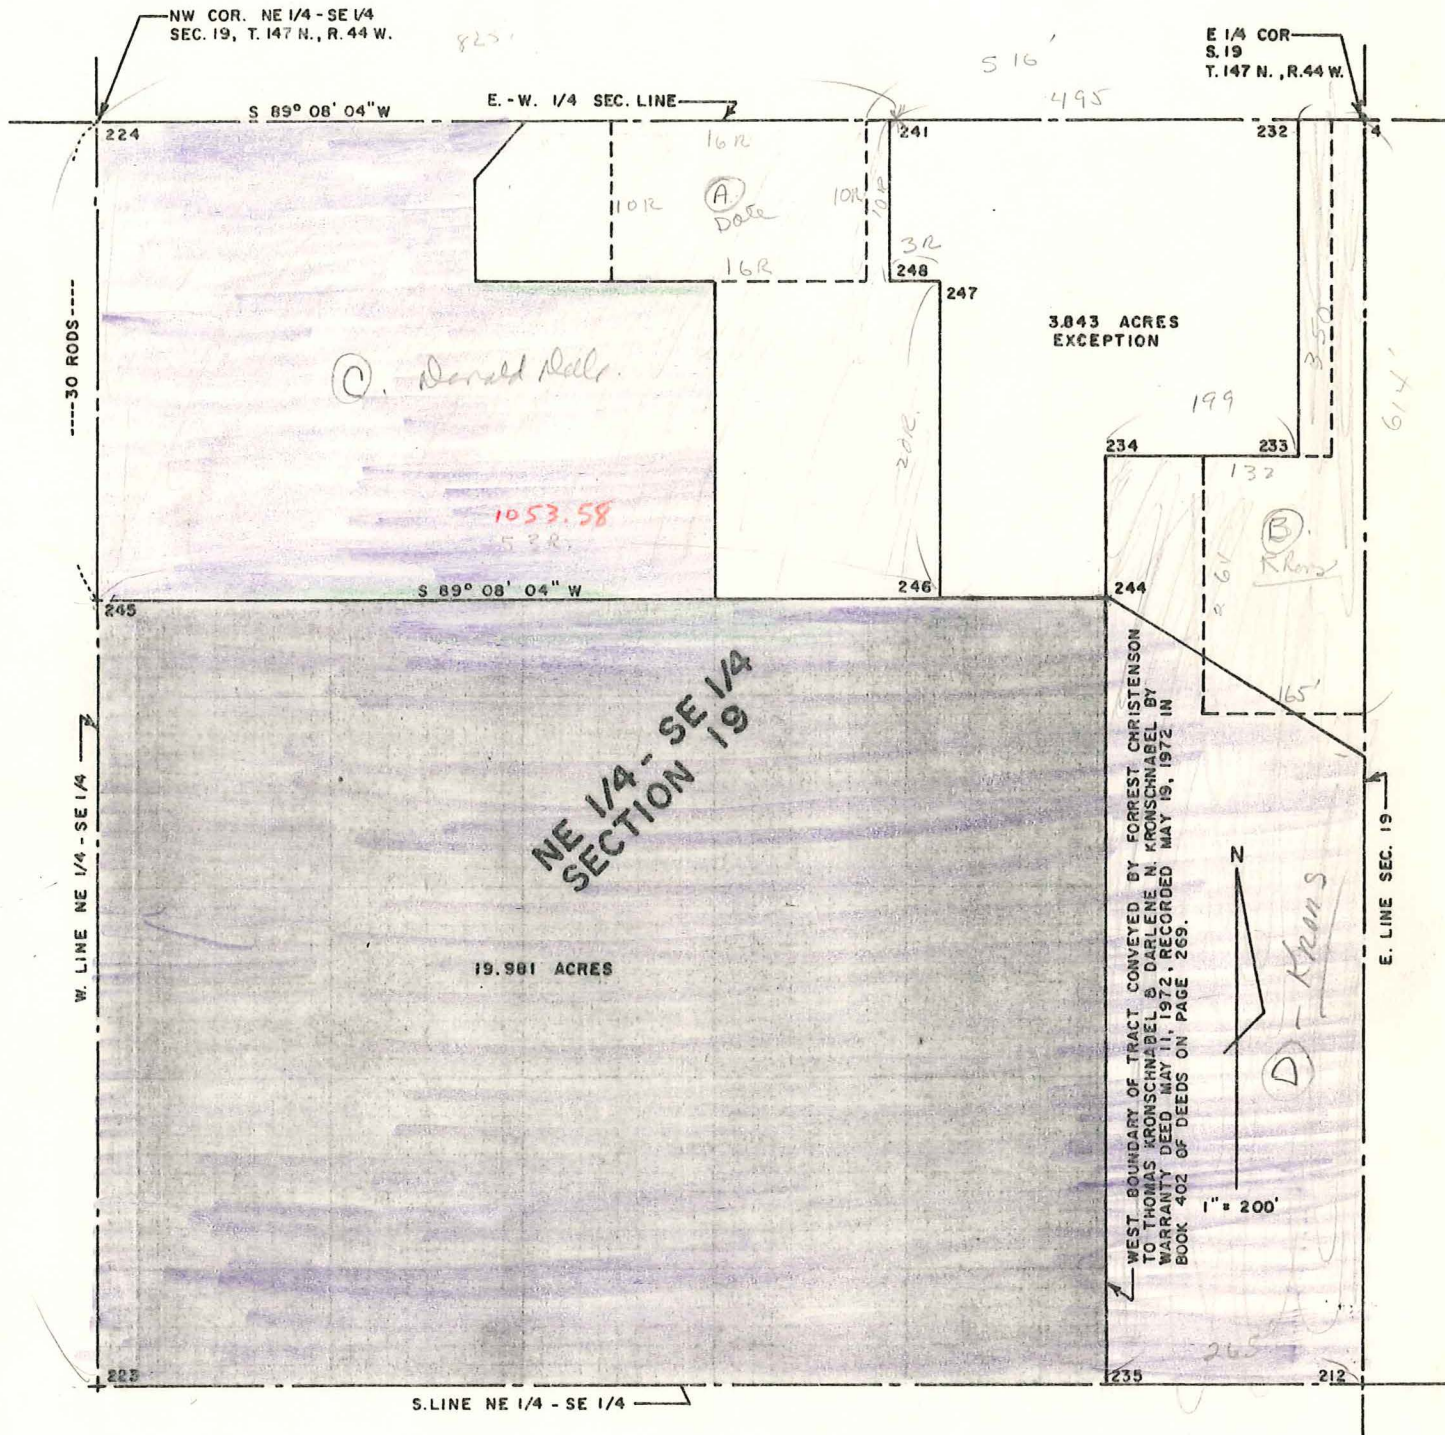 NW COR. NE 1/4 - SE 1/4
SEC. 19, T. 147 N., R. 44 W.
825'
516'
E 1/4 COR
S. 19
T. 147 N., R. 44 W.
S 89° 08' 04" W
E. - W. 1/4 SEC. LINE
495
224
241
232
4
16 R
10R
A.
Dale
10R
10 R
16R
3R
248
247
30 RODS
3.843 ACRES
EXCEPTION
350
614'
C. Donald Dale.
199
20R.
234
233
132
1053.58
B.
Krons
264
S 89° 08' 04" W
245
246
244
165'
NE 1/4 - SE 1/4
SECTION 19
W. LINE NE 1/4 - SE 1/4
19.981 ACRES
WEST BOUNDARY OF TRACT CONVEYED BY FORREST CHRISTENSON
TO THOMAS KRONSCHNABEL & DARLENE N. KRONSCHNABEL BY
WARRANTY DEED MAY 11, 1972, RECORDED MAY 19, 1972 IN
BOOK 402 OF DEEDS ON PAGE 269.
N
1" = 200'
D - Krons
E. LINE SEC. 19
265
223
235
212
S. LINE NE 1/4 - SE 1/4